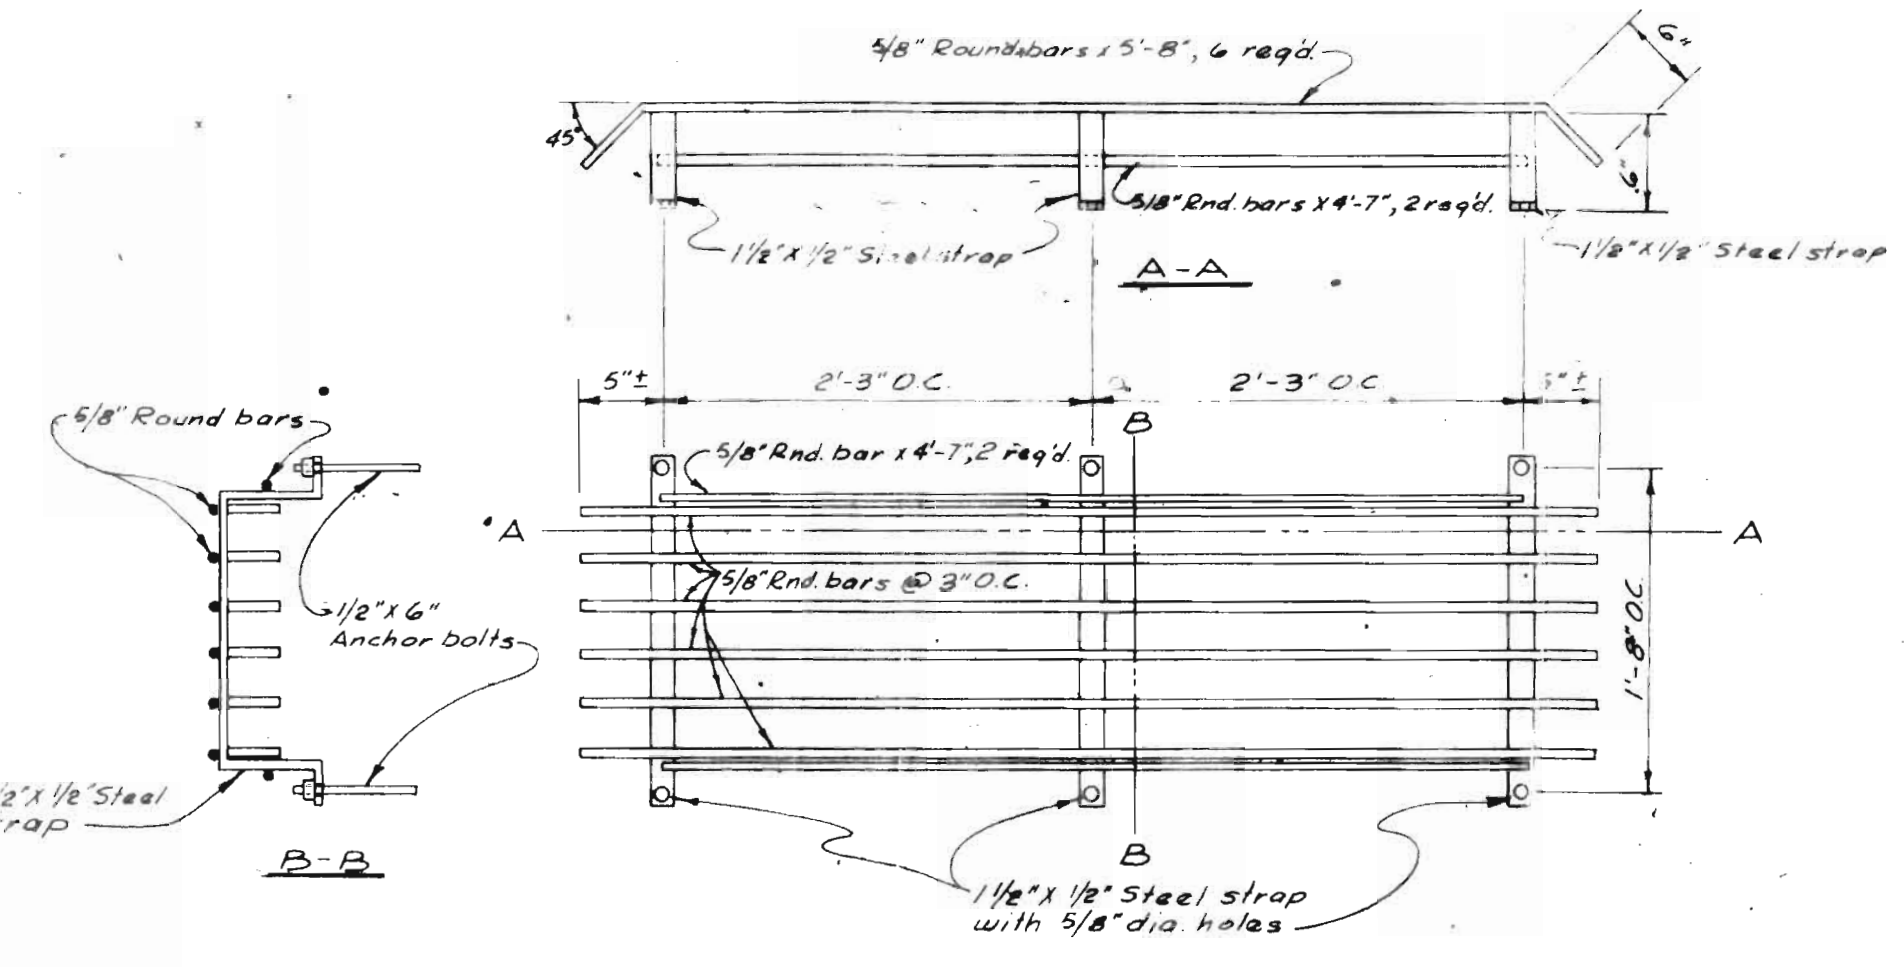 5/8" Round bars x 5'-8", 6 req'd.
6"
45°
6"
5/8" Rnd. bars X 4'-7", 2 req'd.
1 1/2" X 1/2" Steel strap
1 1/2" X 1/2" Steel strap
A-A
5"±
2'-3" O.C.
2'-3" O.C.
5"±
B
5/8" Round bars
5/8" Rnd. bar x 4'-7", 2 req'd.
A
A
5/8" Rnd. bars @ 3" O.C.
1/2" X 6"
Anchor bolts
1'-8" O.C.
/2" X 1/2" Steel
rap
B-B
B
1 1/2" X 1/2" Steel strap
with 5/8" dia. holes